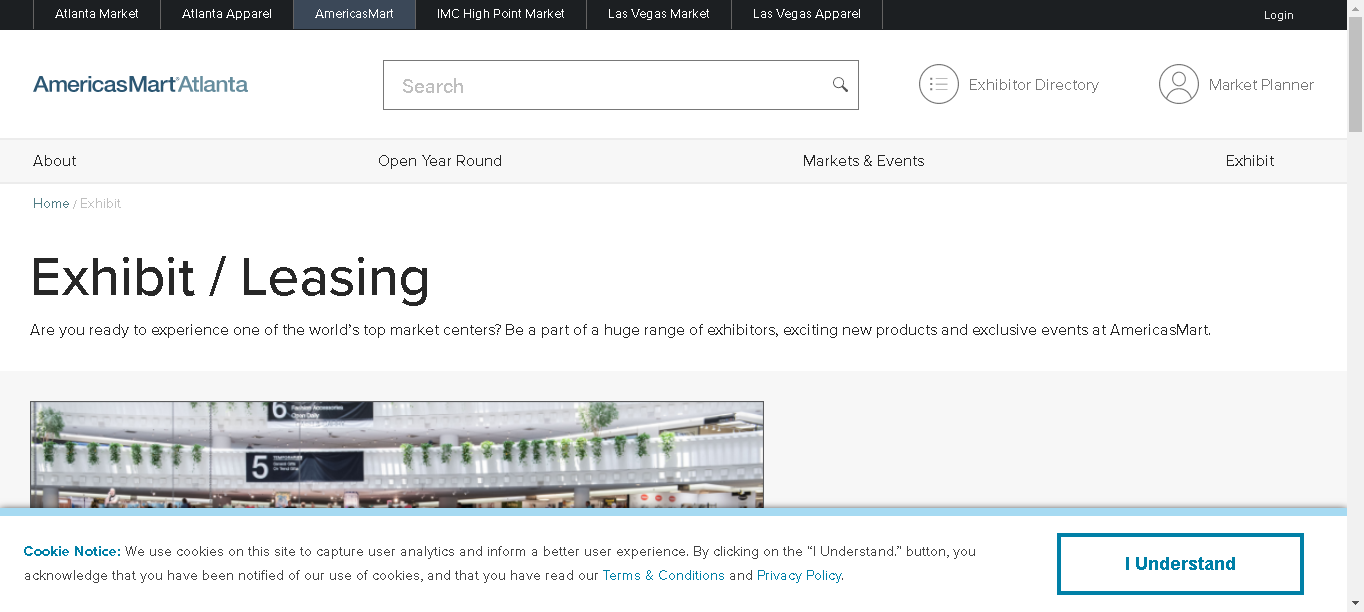 Atlanta Market
Atlanta Apparel
AmericasMart
IMC High Point Market
Las Vegas Market
Las Vegas Apparel
Login
AmericasMart Atlanta
Search
Exhibitor Directory
Market Planner
About
Open Year Round
Markets & Events
Exhibit
Home / Exhibit
Exhibit / Leasing
Are you ready to experience one of the world's top market centers? Be a part of a huge range of exhibitors, exciting new products and exclusive events at AmericasMart.
6
Open Daily
5
Cookie Notice: We use cookies on this site to capture user analytics and inform a better user experience. By clicking on the “I Understand.” button, you
acknowledge that you have been notified of our use of cookies, and that you have read our Terms & Conditions and Privacy Policy.
I Understand